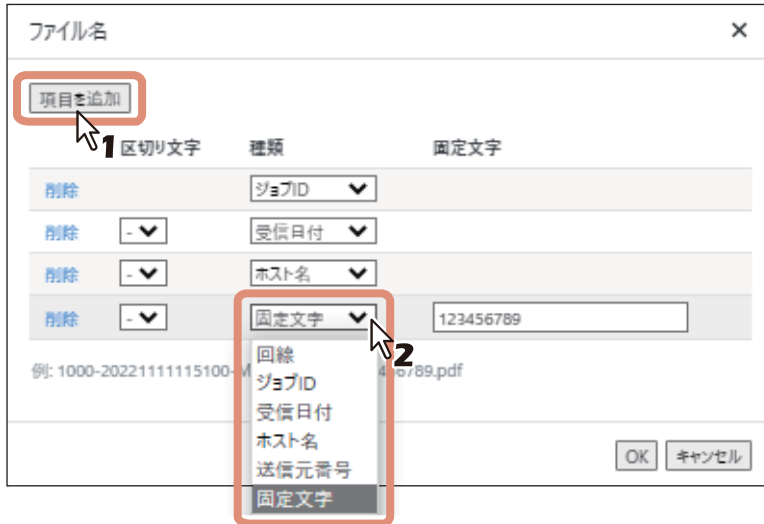 ファイル名 ×
項目を追加
1
区切り文字 種類 固定文字
削除 ジョブID
削除 - 受信日付
削除 - ホスト名
削除 - 固定文字 123456789
2
回線
例: 1000-20221111115100-M 456789.pdf
ジョブID
受信日付
ホスト名
送信元番号
固定文字
OK キャンセル